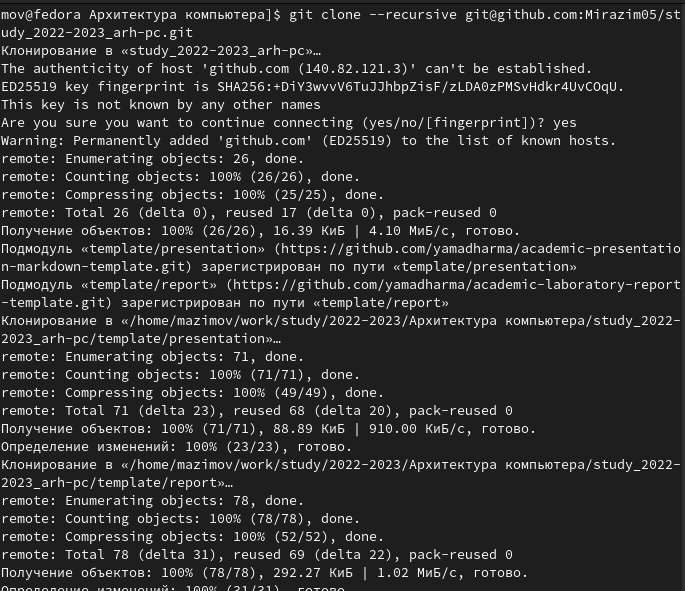 mov@fedora Архитектура компьютера]$ git clone --recursive git@github.com:Mirazim05/st
udy_2022-2023_arh-pc.git
Клонирование в «study_2022-2023_arh-pc»…
The authenticity of host 'github.com (140.82.121.3)' can't be established.
ED25519 key fingerprint is SHA256:+DiY3wvvV6TuJJhbpZisF/zLDA0zPMSvHdkr4UvCOqU.
This key is not known by any other names
Are you sure you want to continue connecting (yes/no/[fingerprint])? yes
Warning: Permanently added 'github.com' (ED25519) to the list of known hosts.
remote: Enumerating objects: 26, done.
remote: Counting objects: 100% (26/26), done.
remote: Compressing objects: 100% (25/25), done.
remote: Total 26 (delta 0), reused 17 (delta 0), pack-reused 0
Получение объектов: 100% (26/26), 16.39 КиБ | 4.10 МиБ/с, готово.
Подмодуль «template/presentation» (https://github.com/yamadharma/academic-presentatio
n-markdown-template.git) зарегистрирован по пути «template/presentation»
Подмодуль «template/report» (https://github.com/yamadharma/academic-laboratory-report
-template.git) зарегистрирован по пути «template/report»
Клонирование в «/home/mazimov/work/study/2022-2023/Архитектура компьютера/study_2022-
2023_arh-pc/template/presentation»…
remote: Enumerating objects: 71, done.
remote: Counting objects: 100% (71/71), done.
remote: Compressing objects: 100% (49/49), done.
remote: Total 71 (delta 23), reused 68 (delta 20), pack-reused 0
Получение объектов: 100% (71/71), 88.89 КиБ | 910.00 КиБ/с, готово.
Определение изменений: 100% (23/23), готово.
Клонирование в «/home/mazimov/work/study/2022-2023/Архитектура компьютера/study_2022-
2023_arh-pc/template/report»…
remote: Enumerating objects: 78, done.
remote: Counting objects: 100% (78/78), done.
remote: Compressing objects: 100% (52/52), done.
remote: Total 78 (delta 31), reused 69 (delta 22), pack-reused 0
Получение объектов: 100% (78/78), 292.27 КиБ | 1.02 МиБ/с, готово.
Определение изменений: 100% (31/31), готово.